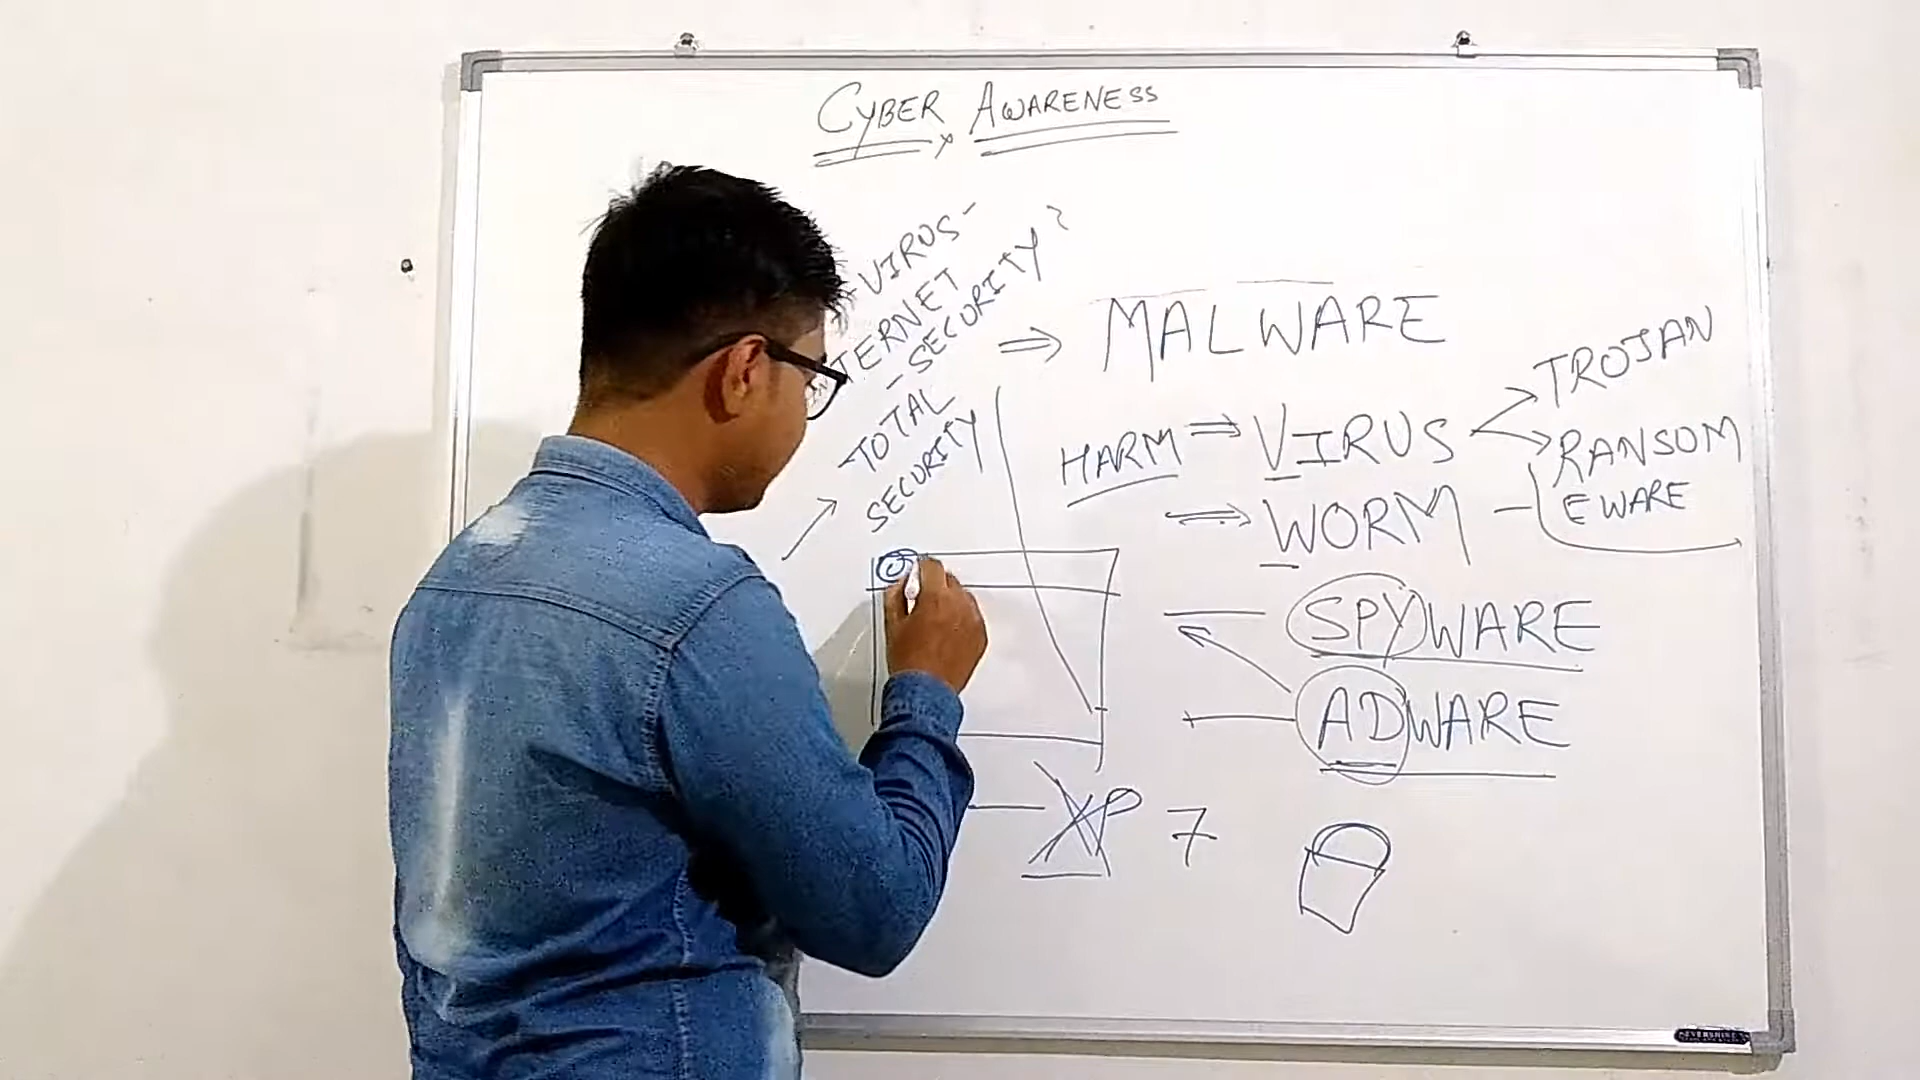 CYBER AWARENESS
VIRUS-
TERNET
-SECURITY?
TOTAL
SECURITY
⇒ MALWARE
HARM ⇒ VIRUS
TROJAN
RANSOM
EWARE
⇒ WORM -
SPYWARE
ADWARE
XP 7